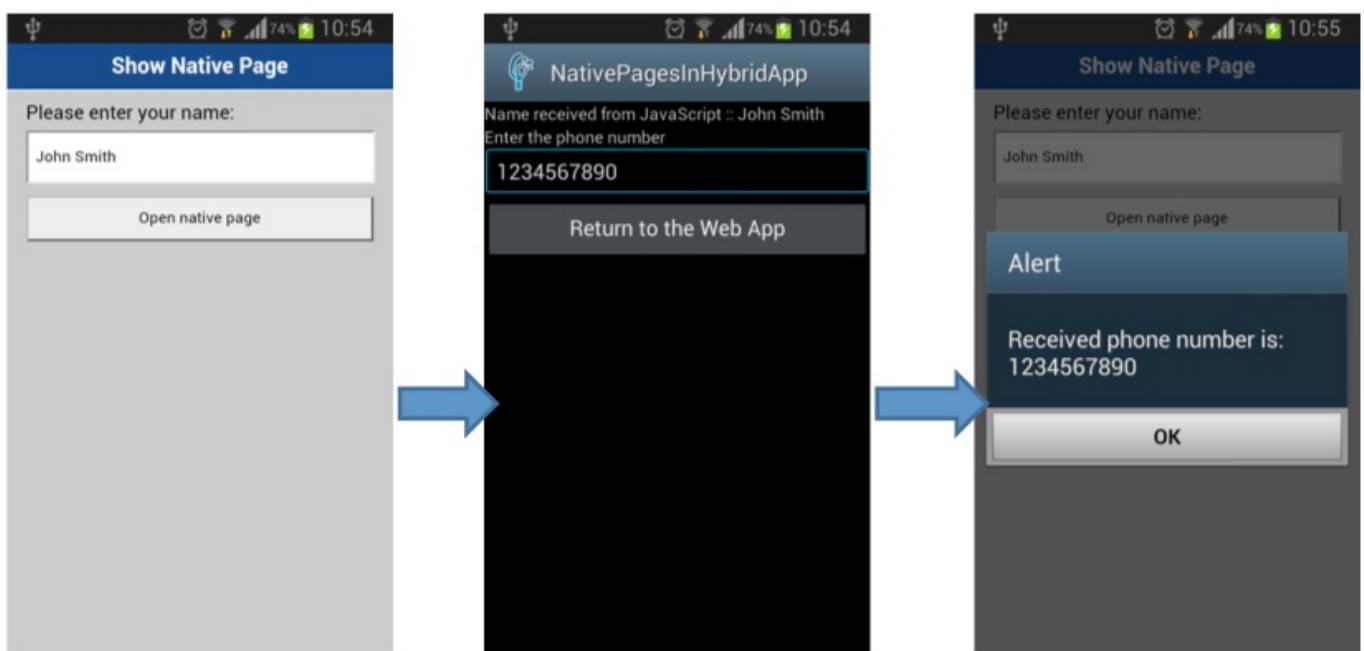 74% 10:54
Show Native Page
Please enter your name:
John Smith
Open native page
74% 10:54
NativePagesInHybridApp
Name received from JavaScript :: John Smith
Enter the phone number
1234567890
Return to the Web App
74% 10:55
Show Native Page
Please enter your name:
John Smith
Open native page
Alert
Received phone number is:
1234567890
OK